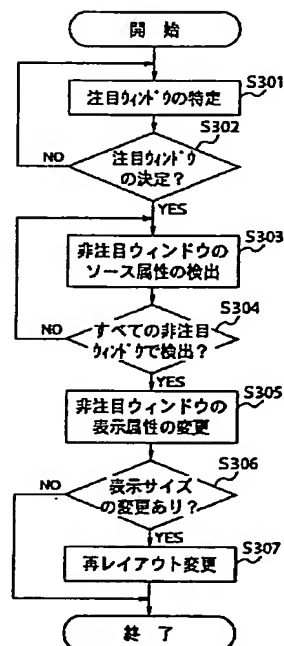 開 始
S301
注目ウィンドウの特定
S302
注目ウィンドウ
の決定?
NO
YES
S303
非注目ウィンドウの
ソース属性の検出
S304
すべての非注目
ウィンドウで検出?
NO
YES
S305
非注目ウィンドウの
表示属性の変更
S306
表示サイズ
の変更あり?
NO
YES
S307
再レイアウト変更
終 了